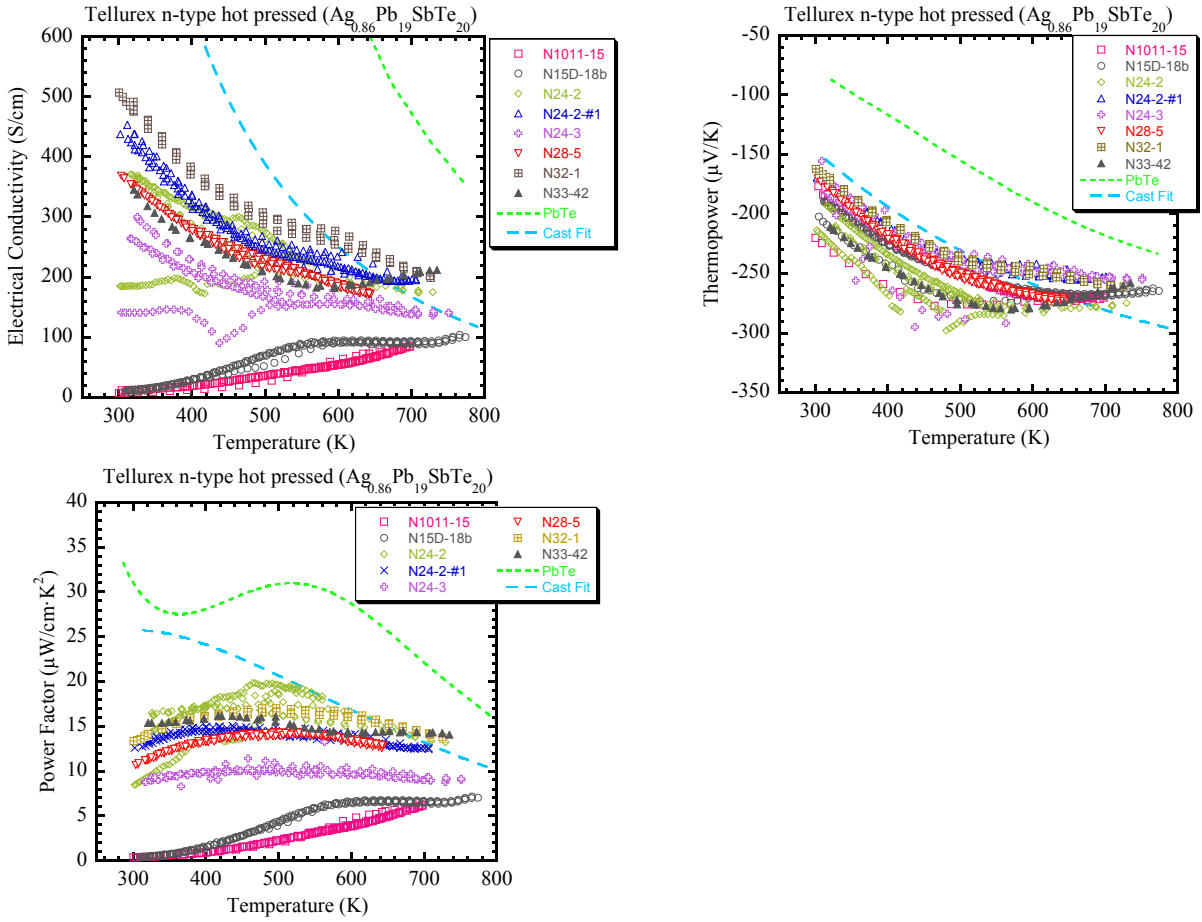 Tellurex n-type hot pressed (Ag0.86Pb19SbTe20)
600
500
400
300
200
100
0
Electrical Conductivity (S/cm)
300 400 500 600 700 800
Temperature (K)
N1011-15
N15D-18b
N24-2
N24-2-#1
N24-3
N28-5
N32-1
N33-42
PbTe
Cast Fit
Tellurex n-type hot pressed (Ag0.86Pb19SbTe20)
-50
-100
-150
-200
-250
-300
-350
Thermopower (µV/K)
300 400 500 600 700 800
Temperature (K)
N1011-15
N15D-18b
N24-2
N24-2-#1
N24-3
N28-5
N32-1
N33-42
PbTe
Cast Fit
Tellurex n-type hot pressed (Ag0.86Pb19SbTe20)
40
35
30
25
20
15
10
5
0
Power Factor (µW/cm·K²)
300 400 500 600 700 800
Temperature (K)
N1011-15 N28-5
N15D-18b N32-1
N24-2 N33-42
N24-2-#1 PbTe
N24-3 Cast Fit